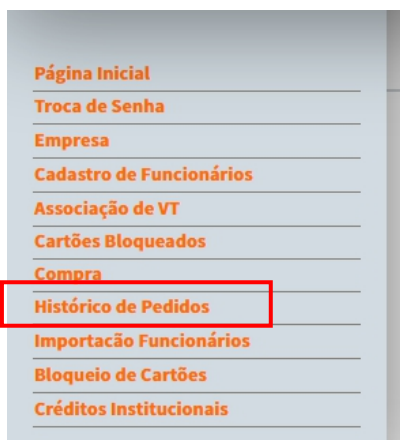 Página Inicial
Troca de Senha
Empresa
Cadastro de Funcionários
Associação de VT
Cartões Bloqueados
Compra
Histórico de Pedidos
Importacão Funcionários
Bloqueio de Cartões
Créditos Institucionais